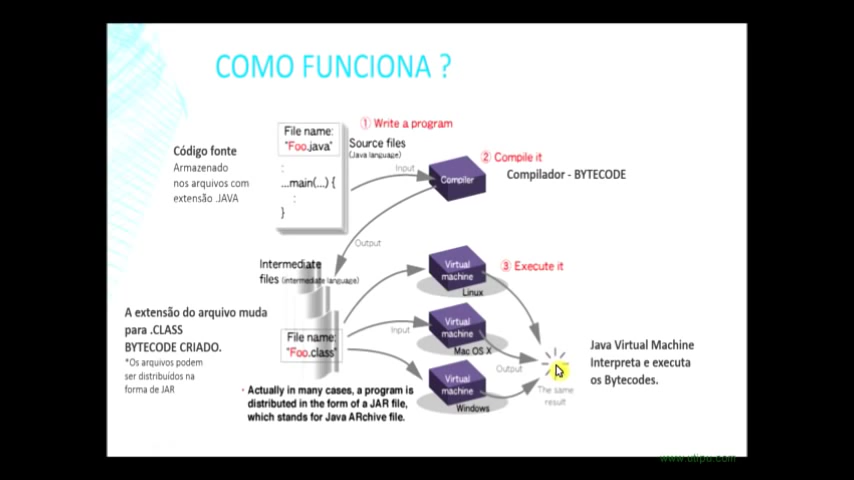 COMO FUNCIONA ?
File name:
"Foo.java"
:
...main(...) {
:
}
① Write a program
Source files
(Java language)
Código fonte
Armazenado
nos arquivos com
extensão .JAVA
Input
Compiler
② Compile it
Compilador - BYTECODE
Output
Intermediate
files (intermediate language)
Virtual
machine
Linux
③ Execute it
A extensão do arquivo muda
para .CLASS
BYTECODE CRIADO.
*Os arquivos podem
ser distribuídos na
forma de JAR
File name:
"Foo.class"
Input
Virtual
machine
Mac OS X
Virtual
machine
Windows
Output
The same
result
Java Virtual Machine
Interpreta e executa
os Bytecodes.
• Actually in many cases, a program is
distributed in the form of a JAR file,
which stands for Java ARchive file.